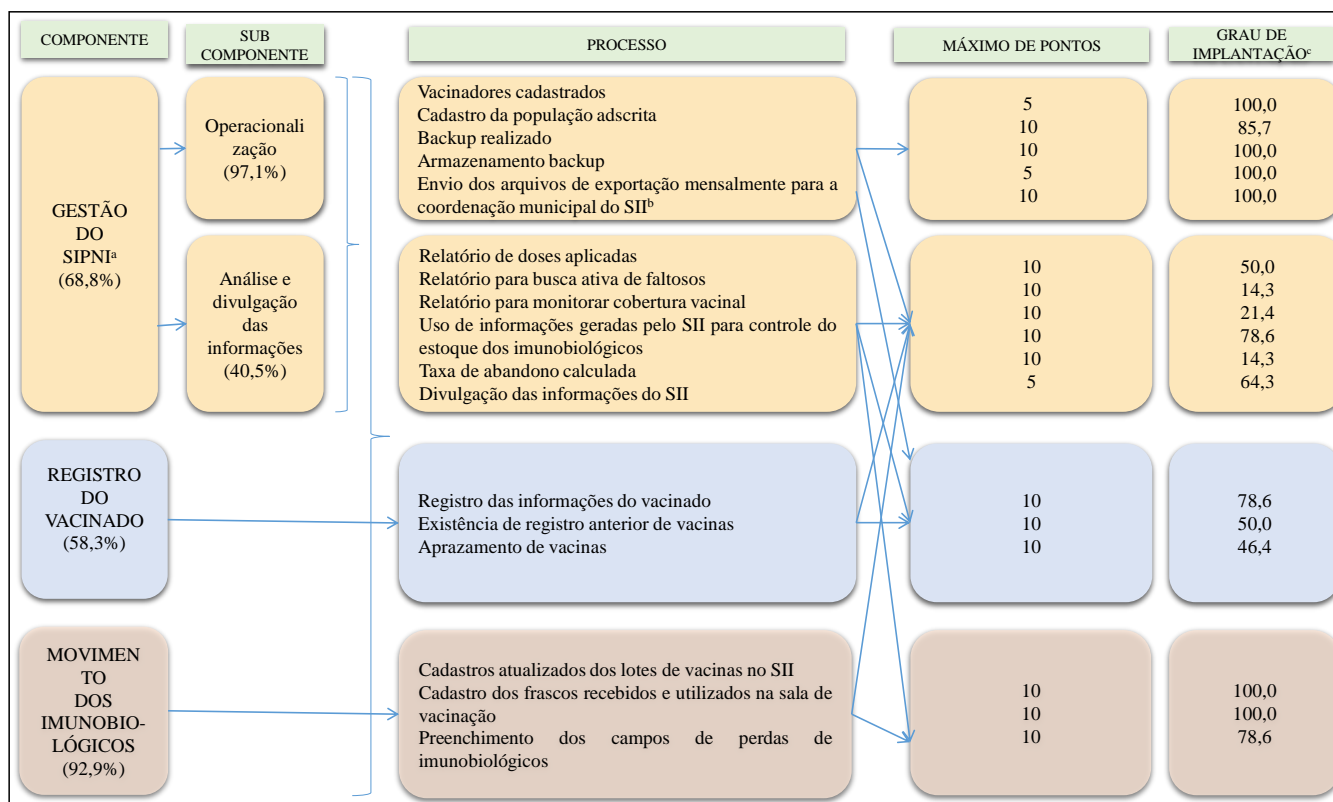 COMPONENTE
SUB
COMPONENTE
PROCESSO
MÁXIMO DE PONTOS
GRAU DE
IMPLANTAÇÃOᶜ
GESTÃO
DO
SIPNIᵃ
(68,8%)
Operacionali
zação
(97,1%)
Vacinadores cadastrados
Cadastro da população adscrita
Backup realizado
Armazenamento backup
Envio dos arquivos de exportação mensalmente para a
coordenação municipal do SIIᵇ
5
10
10
5
10
100,0
85,7
100,0
100,0
100,0
Análise e
divulgação
das
informações
(40,5%)
Relatório de doses aplicadas
Relatório para busca ativa de faltosos
Relatório para monitorar cobertura vacinal
Uso de informações geradas pelo SII para controle do
estoque dos imunobiológicos
Taxa de abandono calculada
Divulgação das informações do SII
10
10
10
10
10
5
50,0
14,3
21,4
78,6
14,3
64,3
REGISTRO
DO
VACINADO
(58,3%)
Registro das informações do vacinado
Existência de registro anterior de vacinas
Aprazamento de vacinas
10
10
10
78,6
50,0
46,4
MOVIMEN
TO
DOS
IMUNOBIO-
LÓGICOS
(92,9%)
Cadastros atualizados dos lotes de vacinas no SII
Cadastro dos frascos recebidos e utilizados na sala de
vacinação
Preenchimento dos campos de perdas de
imunobiológicos
10
10
10
100,0
100,0
78,6